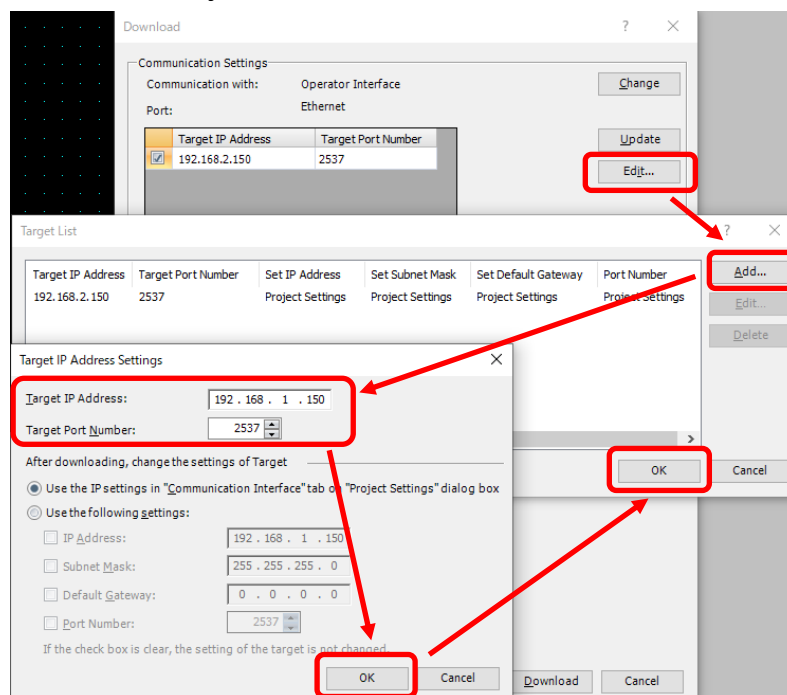 Download
Communication Settings
Communication with: Operator Interface Change
Port: Ethernet
Target IP Address Target Port Number Update
192.168.2.150 2537
Edit...
Target List
Target IP Address Target Port Number Set IP Address Set Subnet Mask Set Default Gateway Port Number Add...
192.168.2.150 2537 Project Settings Project Settings Project Settings Project Settings Edit...
Delete
Target IP Address Settings
Target IP Address: 192 . 168 . 1 . 150
Target Port Number: 2537
After downloading, change the settings of Target
OK Cancel
Use the IP settings in "Communication Interface" tab on "Project Settings" dialog box
Use the following settings:
IP Address: 192 . 168 . 1 . 150
Subnet Mask: 255 . 255 . 255 . 0
Default Gateway: 0 . 0 . 0 . 0
Port Number: 2537
If the check box is clear, the setting of the target is not changed.
OK Cancel
Download Cancel